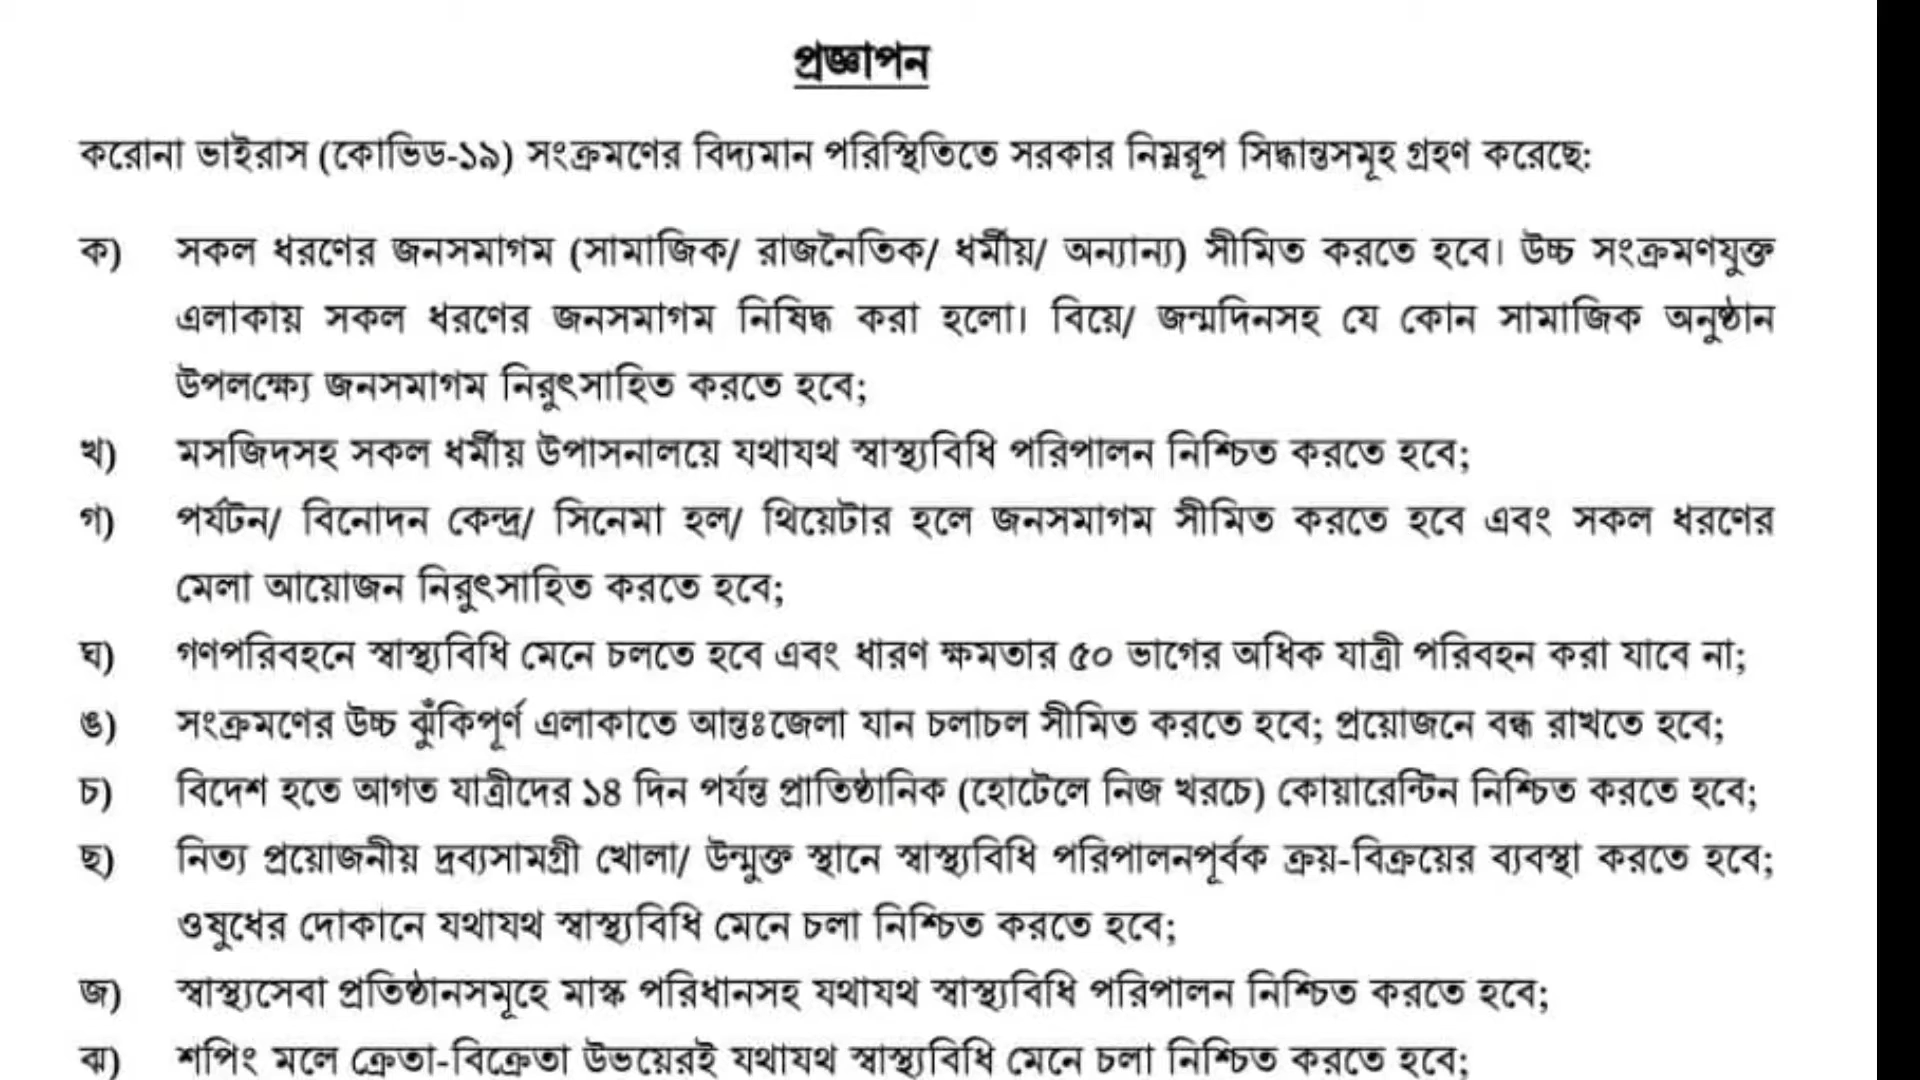 প্রজ্ঞাপন
করোনা ভাইরাস (কোভিড-১৯) সংক্রমণের বিদ্যমান পরিস্থিতিতে সরকার নিম্নরূপ সিদ্ধান্তসমূহ গ্রহণ করেছে:
ক) সকল ধরণের জনসমাগম (সামাজিক/ রাজনৈতিক/ ধর্মীয়/ অন্যান্য) সীমিত করতে হবে। উচ্চ সংক্রমণযুক্ত
এলাকায় সকল ধরণের জনসমাগম নিষিদ্ধ করা হলো। বিয়ে/ জন্মদিনসহ যে কোন সামাজিক অনুষ্ঠান
উপলক্ষ্যে জনসমাগম নিরুৎসাহিত করতে হবে;
খ) মসজিদসহ সকল ধর্মীয় উপাসনালয়ে যথাযথ স্বাস্থ্যবিধি পরিপালন নিশ্চিত করতে হবে;
গ) পর্যটন/ বিনোদন কেন্দ্র/ সিনেমা হল/ থিয়েটার হলে জনসমাগম সীমিত করতে হবে এবং সকল ধরণের
মেলা আয়োজন নিরুৎসাহিত করতে হবে;
ঘ) গণপরিবহনে স্বাস্থ্যবিধি মেনে চলতে হবে এবং ধারণ ক্ষমতার ৫০ ভাগের অধিক যাত্রী পরিবহন করা যাবে না;
ঙ) সংক্রমণের উচ্চ ঝুঁকিপূর্ণ এলাকাতে আন্তঃজেলা যান চলাচল সীমিত করতে হবে; প্রয়োজনে বন্ধ রাখতে হবে;
চ) বিদেশ হতে আগত যাত্রীদের ১৪ দিন পর্যন্ত প্রাতিষ্ঠানিক (হোটেলে নিজ খরচে) কোয়ারেন্টিন নিশ্চিত করতে হবে;
ছ) নিত্য প্রয়োজনীয় দ্রব্যসামগ্রী খোলা/ উন্মুক্ত স্থানে স্বাস্থ্যবিধি পরিপালনপূর্বক ক্রয়-বিক্রয়ের ব্যবস্থা করতে হবে;
ওষুধের দোকানে যথাযথ স্বাস্থ্যবিধি মেনে চলা নিশ্চিত করতে হবে;
জ) স্বাস্থ্যসেবা প্রতিষ্ঠানসমূহে মাস্ক পরিধানসহ যথাযথ স্বাস্থ্যবিধি পরিপালন নিশ্চিত করতে হবে;
ঝ) শপিং মলে ক্রেতা-বিক্রেতা উভয়েরই যথাযথ স্বাস্থ্যবিধি মেনে চলা নিশ্চিত করতে হবে;